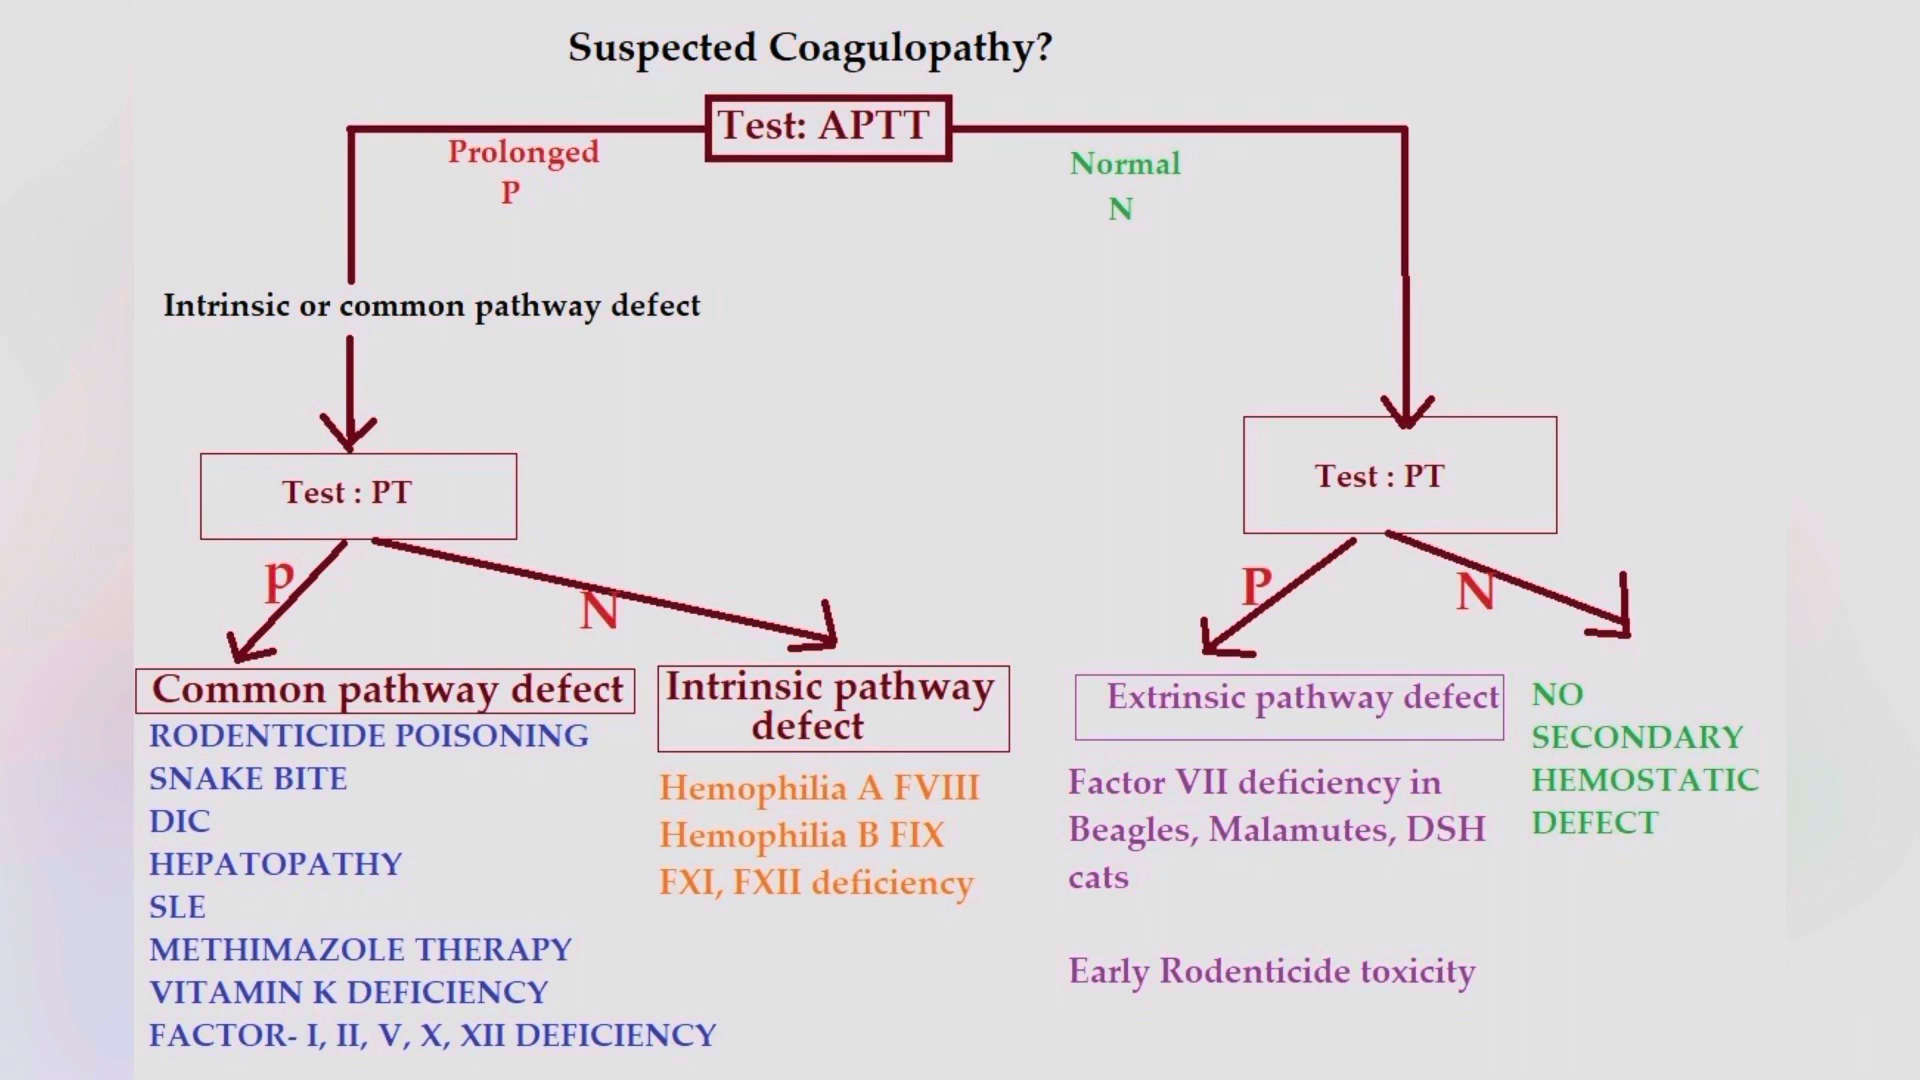 Suspected Coagulopathy?
Test: APTT
Prolonged
P
Normal
N
Intrinsic or common pathway defect
Test : PT
Test : PT
p
N
P
N
Common pathway defect
RODENTICIDE POISONING
SNAKE BITE
DIC
HEPATOPATHY
SLE
METHIMAZOLE THERAPY
VITAMIN K DEFICIENCY
FACTOR- I, II, V, X, XII DEFICIENCY
Intrinsic pathway
defect
Hemophilia A FVIII
Hemophilia B FIX
FXI, FXII deficiency
Extrinsic pathway defect
Factor VII deficiency in
Beagles, Malamutes, DSH
cats
Early Rodenticide toxicity
NO
SECONDARY
HEMOSTATIC
DEFECT